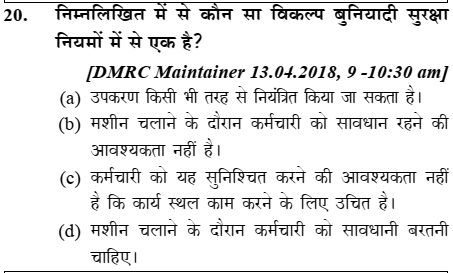 20. निम्नलिखित में से कौन सा विकल्प बुनियादी सुरक्षा
नियमों में से एक है?
[DMRC Maintainer 13.04.2018, 9 -10:30 am]
(a) उपकरण किसी भी तरह से नियंत्रित किया जा सकता है।
(b) मशीन चलाने के दौरान कर्मचारी को सावधान रहने की
आवश्यकता नहीं है।
(c) कर्मचारी को यह सुनिश्चित करने की आवश्यकता नहीं
है कि कार्य स्थल काम करने के लिए उचित है।
(d) मशीन चलाने के दौरान कर्मचारी को सावधानी बरतनी
चाहिए।